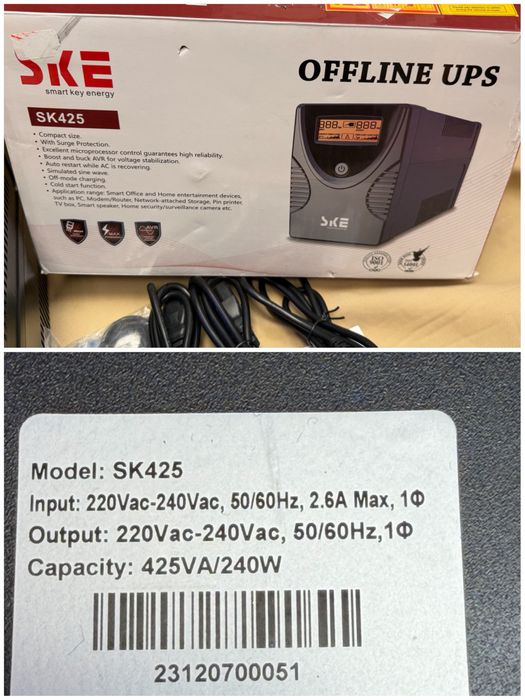 SKE
smart key energy
OFFLINE UPS
SK425
• Compact size.
• With Surge Protection.
• Excellent microprocessor control guarantees high reliability.
• Boost and buck AVR for voltage stabilization.
• Auto restart while AC is recovering.
• Simulated sine wave.
• Off-mode charging.
• Cold start function.
• Application range: Smart Office and Home entertainment devices,
such as PC, Modem/Router, Network-attached Storage, Pin printer,
TV box, Smart speaker, Home security/surveillance camera etc.
MAX
AVR
SKE
ISO
9001
Model: SK425
Input: 220Vac-240Vac, 50/60Hz, 2.6A Max, 1Φ
Output: 220Vac-240Vac, 50/60Hz,1Φ
Capacity: 425VA/240W
23120700051